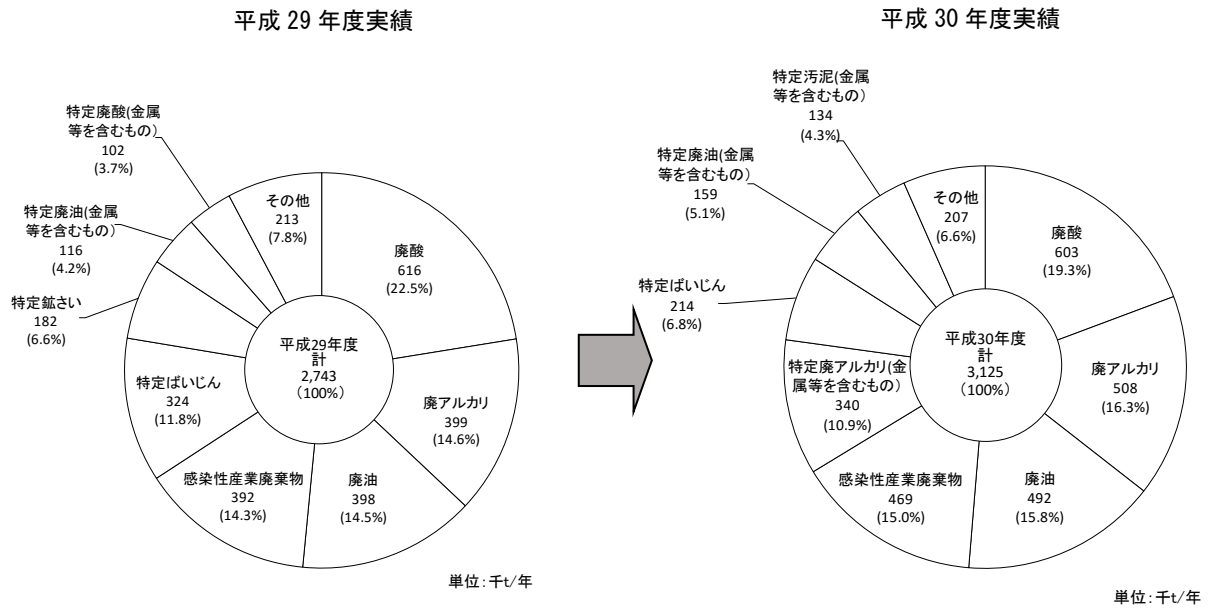 平成 29 年度実績
特定廃酸(金属
等を含むもの）
102
(3.7%)
特定廃油(金属
等を含むもの）
116
(4.2%)
特定鉱さい
182
(6.6%)
その他
213
(7.8%)
廃酸
616
(22.5%)
平成29年度
計
2,743
（100%）
特定ばいじん
324
(11.8%)
廃アルカリ
399
(14.6%)
感染性産業廃棄物
392
(14.3%)
廃油
398
(14.5%)
単位：千t/年
平成 30 年度実績
特定汚泥(金属
等を含むもの）
134
(4.3%)
特定廃油(金属
等を含むもの）
159
(5.1%)
特定ばいじん
214
(6.8%)
その他
207
(6.6%)
廃酸
603
(19.3%)
平成30年度
計
3,125
（100%）
特定廃アルカリ(金
属等を含むもの）
340
(10.9%)
廃アルカリ
508
(16.3%)
感染性産業廃棄物
469
(15.0%)
廃油
492
(15.8%)
単位：千t/年